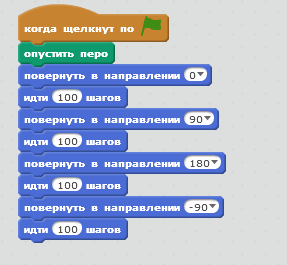 когда щелкнут по
опустить перо
повернуть в направлении 0
идти 100 шагов
повернуть в направлении 90
идти 100 шагов
повернуть в направлении 180
идти 100 шагов
повернуть в направлении -90
идти 100 шагов